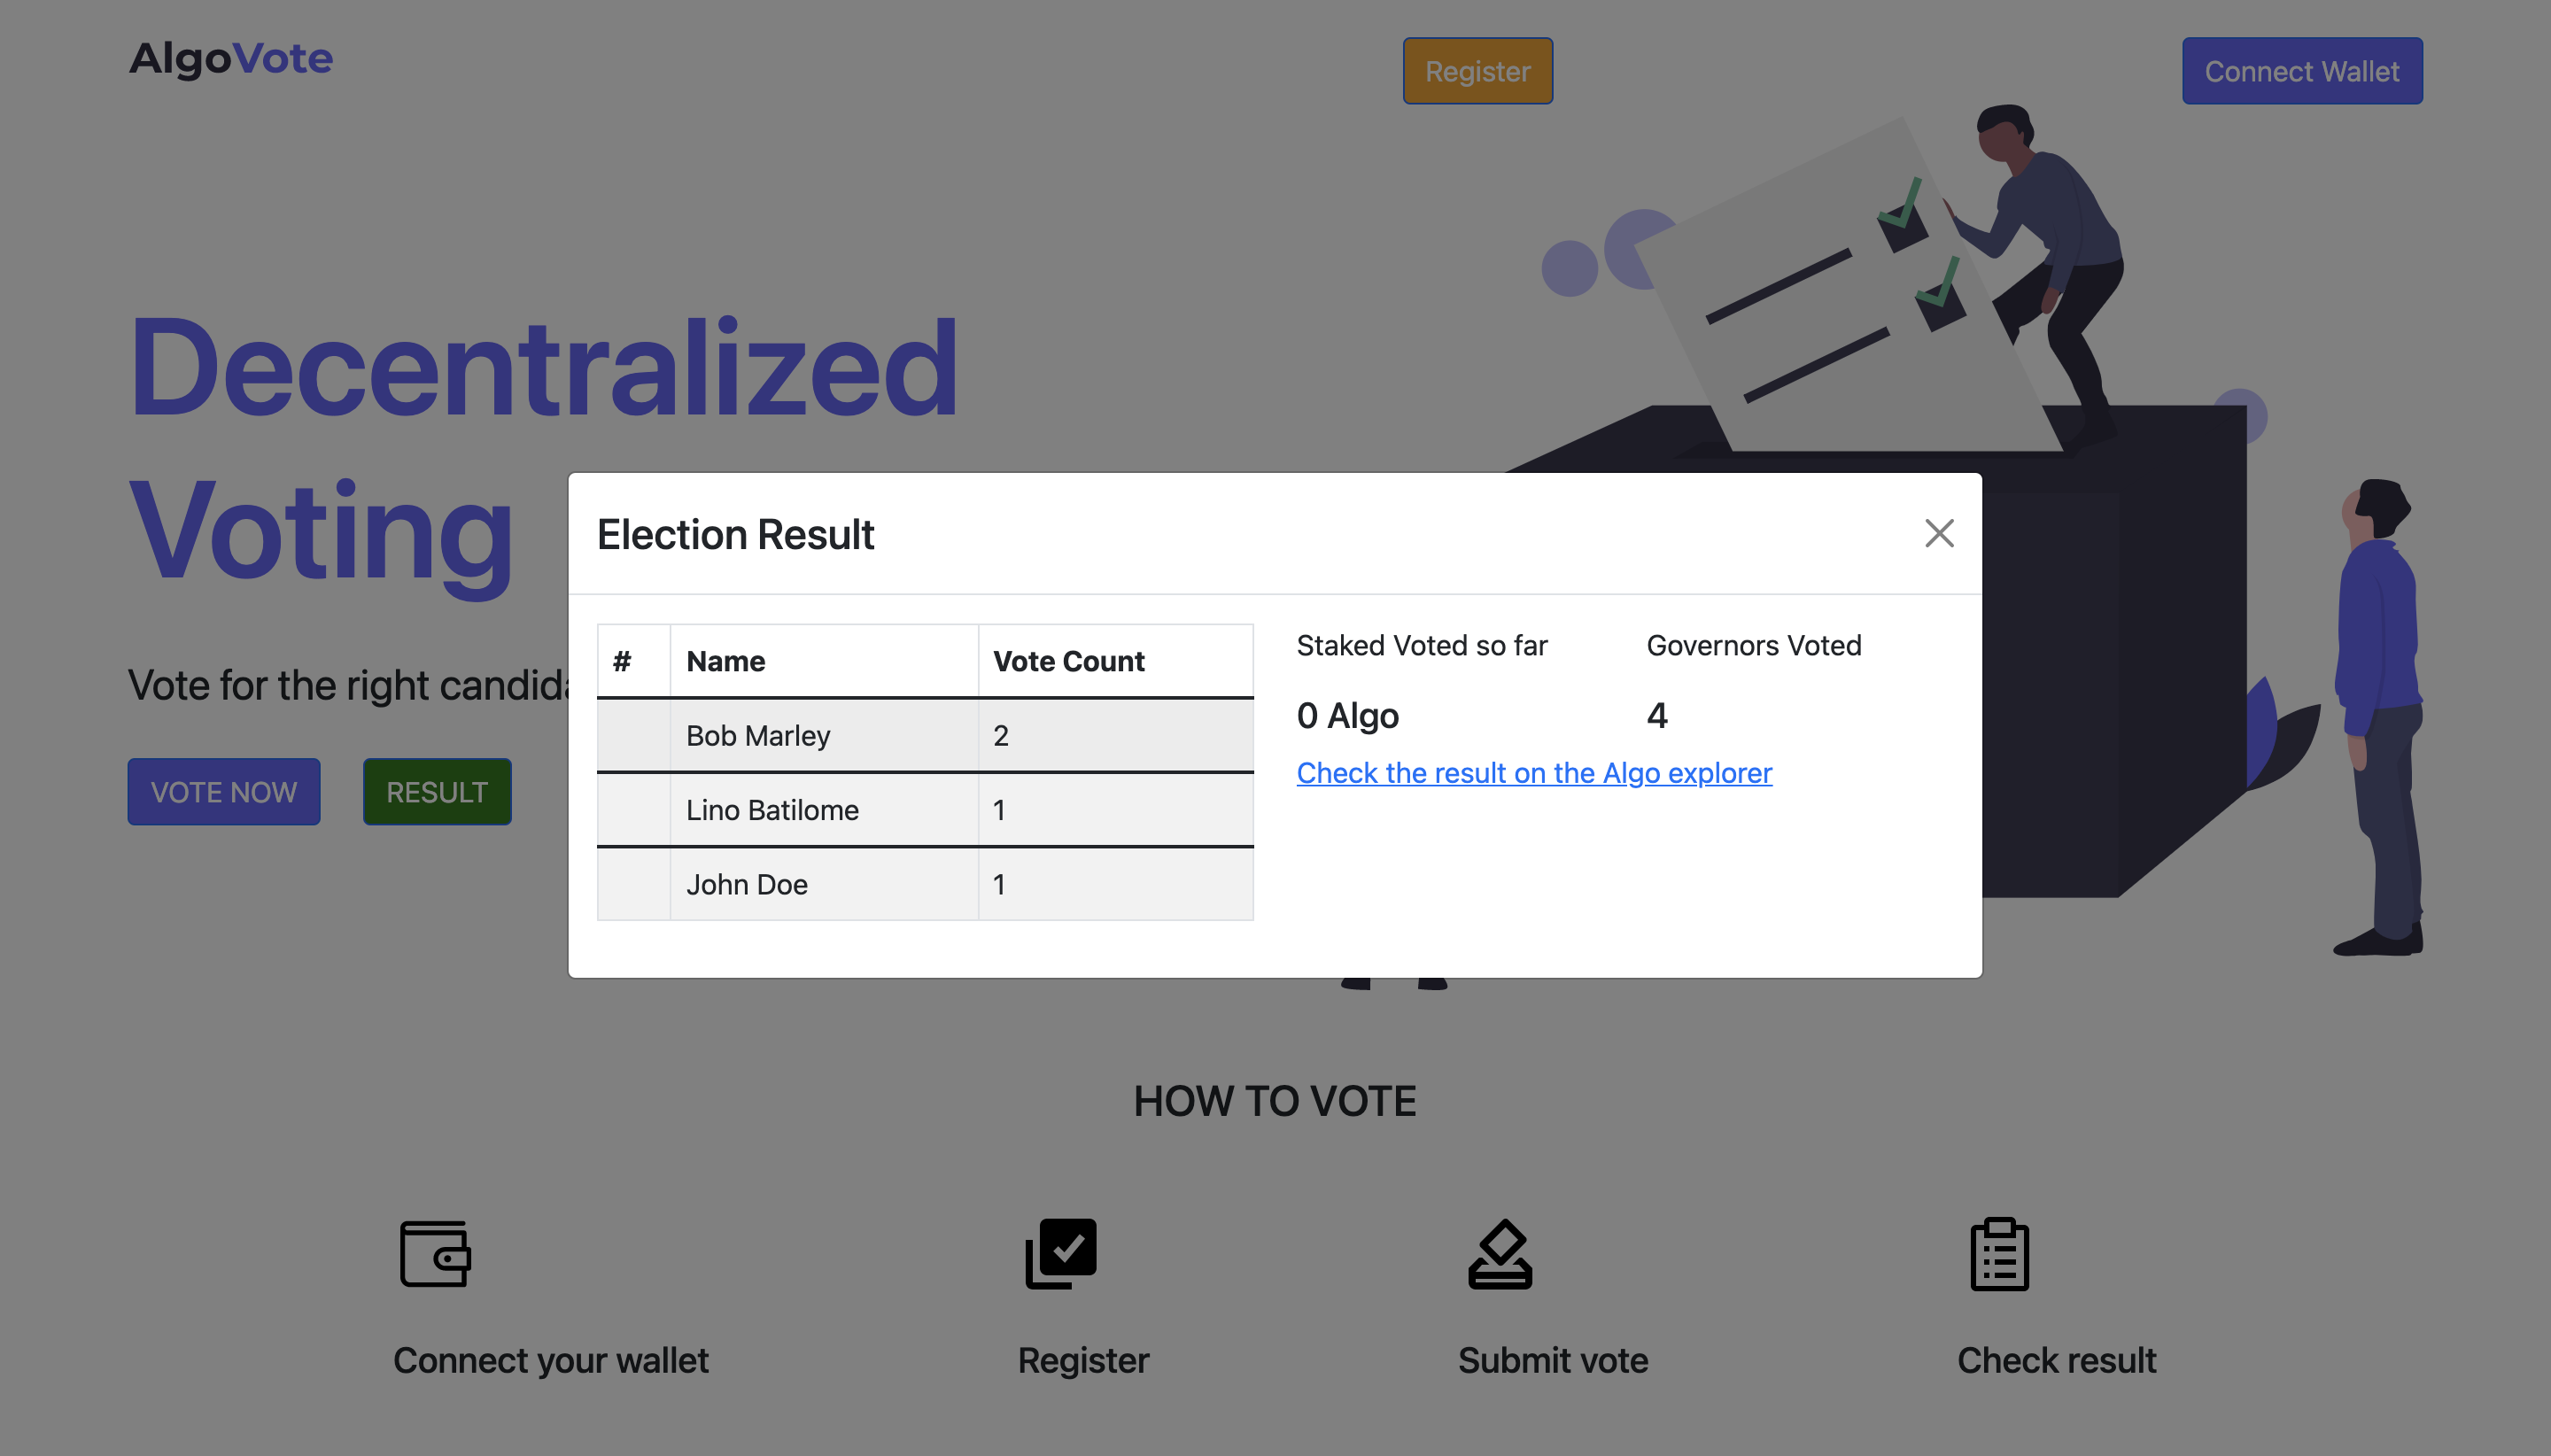 AlgoVote
Register
Connect Wallet
Decentralized
Voting
Vote for the right
VOTE NOW
RESULT
Election Result
# Name Vote Count
Bob Marley 2
Lino Batilome 1
John Doe 1
Staked Voted so far
Governors Voted
0 Algo
4
Check the result on the Algo explorer
HOW TO VOTE
Connect your wallet
Register
Submit vote
Check result